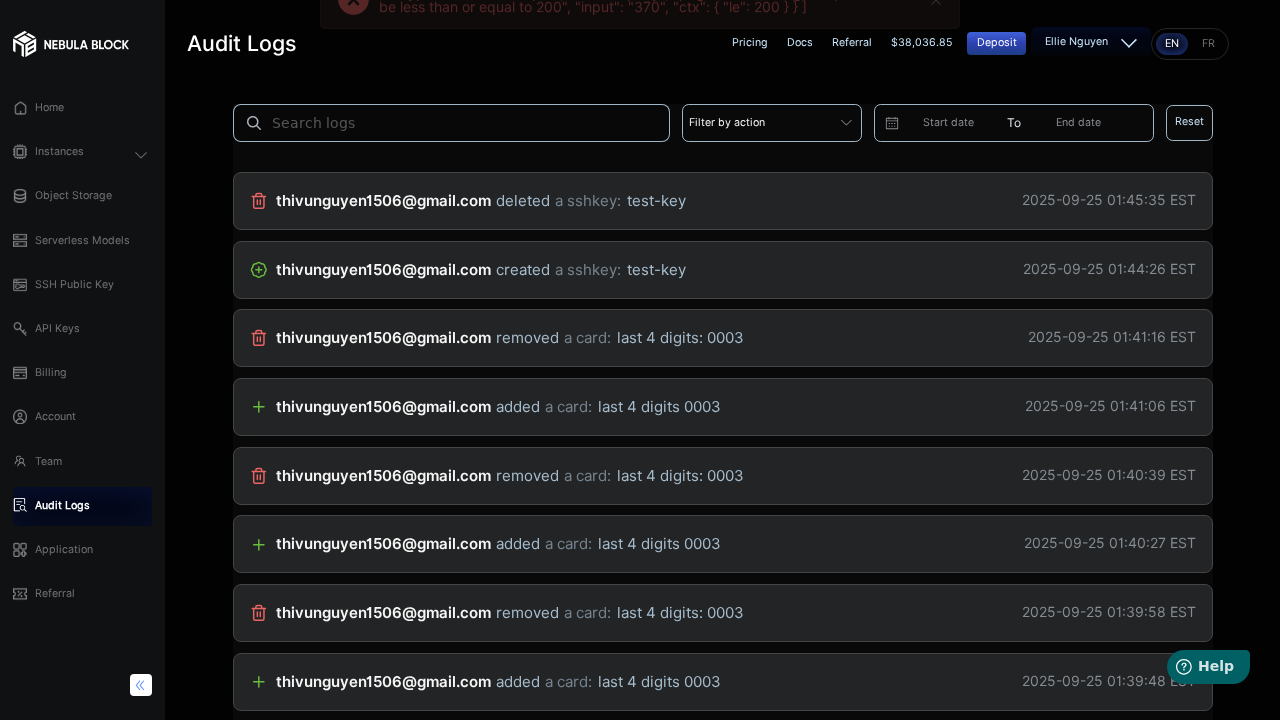 be less than or equal to 200", "input": "370", "ctx": { "le": 200 } } ]
NEBULA BLOCK
Audit Logs
Pricing
Docs
Referral
$38,036.85
Deposit
Ellie Nguyen
EN
FR
Home
Instances
Object Storage
Serverless Models
SSH Public Key
API Keys
Billing
Account
Team
Audit Logs
Application
Referral
Search logs
Filter by action
Start date
To
End date
Reset
thivunguyen1506@gmail.com deleted a sshkey: test-key
2025-09-25 01:45:35 EST
thivunguyen1506@gmail.com created a sshkey: test-key
2025-09-25 01:44:26 EST
thivunguyen1506@gmail.com removed a card: last 4 digits: 0003
2025-09-25 01:41:16 EST
thivunguyen1506@gmail.com added a card: last 4 digits 0003
2025-09-25 01:41:06 EST
thivunguyen1506@gmail.com removed a card: last 4 digits: 0003
2025-09-25 01:40:39 EST
thivunguyen1506@gmail.com added a card: last 4 digits 0003
2025-09-25 01:40:27 EST
thivunguyen1506@gmail.com removed a card: last 4 digits: 0003
2025-09-25 01:39:58 EST
thivunguyen1506@gmail.com added a card: last 4 digits 0003
2025-09-25 01:39:48 EST
Help